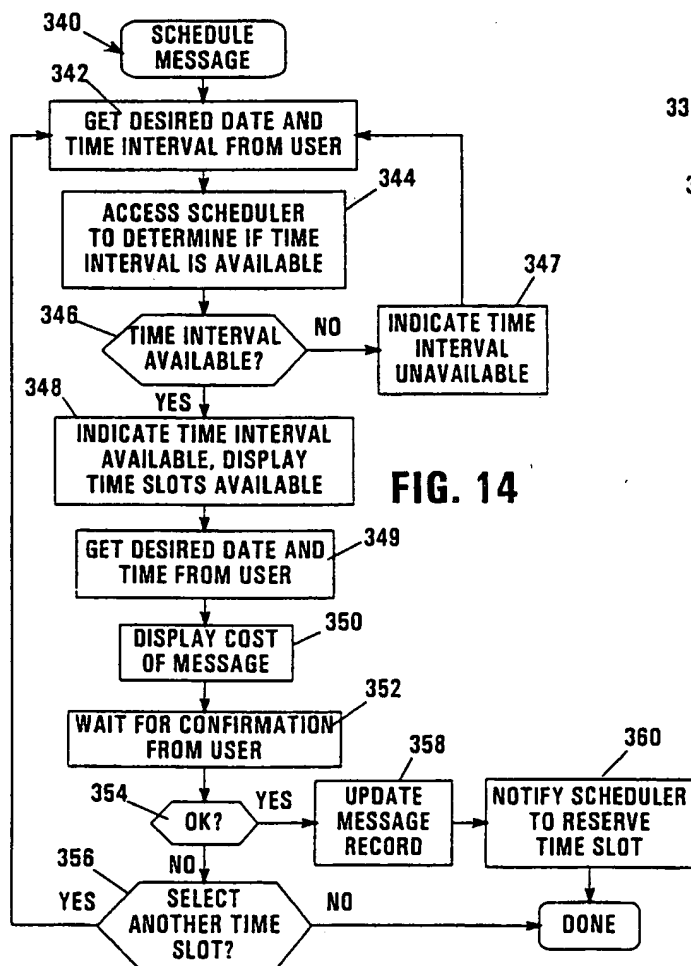 340
SCHEDULE
MESSAGE
342
GET DESIRED DATE AND
TIME INTERVAL FROM USER
33
3
344
ACCESS SCHEDULER
TO DETERMINE IF TIME
INTERVAL IS AVAILABLE
346
TIME INTERVAL
AVAILABLE?
NO
347
INDICATE TIME
INTERVAL
UNAVAILABLE
YES
348
INDICATE TIME INTERVAL
AVAILABLE, DISPLAY
TIME SLOTS AVAILABLE
FIG. 14
349
GET DESIRED DATE AND
TIME FROM USER
350
DISPLAY COST
OF MESSAGE
352
WAIT FOR CONFIRMATION
FROM USER
354
OK?
YES
358
UPDATE
MESSAGE
RECORD
360
NOTIFY SCHEDULER
TO RESERVE
TIME SLOT
NO
356
YES
SELECT
ANOTHER TIME
SLOT?
NO
DONE